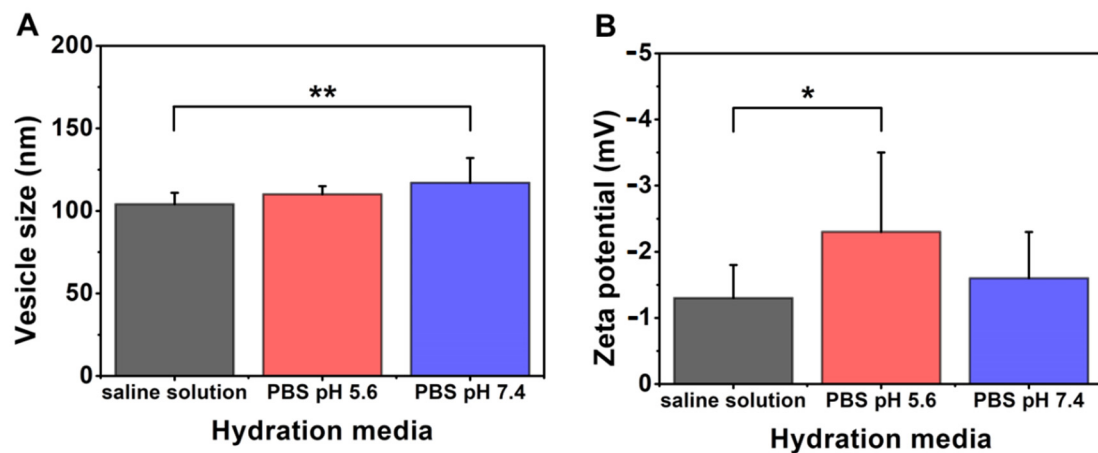 A
Vesicle size (nm)
200
150
100
50
0
**
saline solution PBS pH 5.6 PBS pH 7.4
Hydration media
B
Zeta potential (mV)
-5
-4
-3
-2
-1
0
*
saline solution PBS pH 5.6 PBS pH 7.4
Hydration media